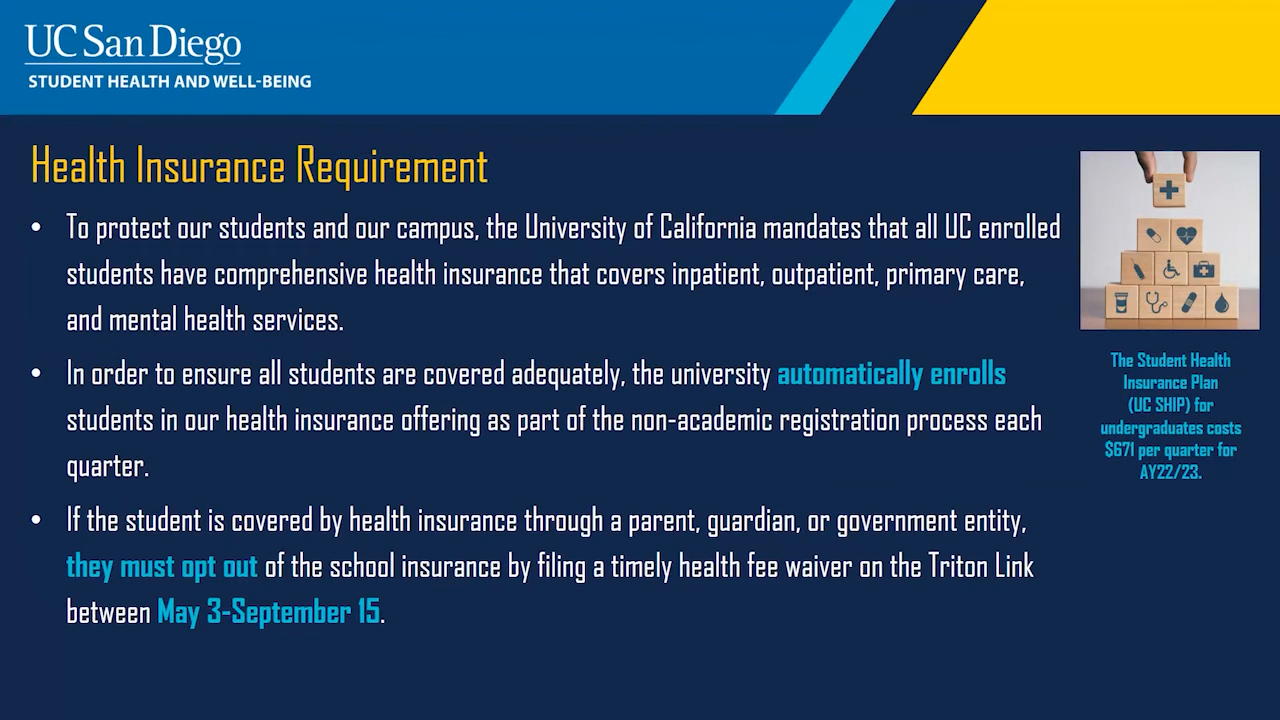 UC San Diego
STUDENT HEALTH AND WELL-BEING
Health Insurance Requirement
• To protect our students and our campus, the University of California mandates that all UC enrolled
students have comprehensive health insurance that covers inpatient, outpatient, primary care,
and mental health services.
• In order to ensure all students are covered adequately, the university automatically enrolls
students in our health insurance offering as part of the non-academic registration process each
quarter.
• If the student is covered by health insurance through a parent, guardian, or government entity,
they must opt out of the school insurance by filing a timely health fee waiver on the Triton Link
between May 3-September 15.
The Student Health
Insurance Plan
(UC SHIP) for
undergraduates costs
$671 per quarter for
AY22/23.